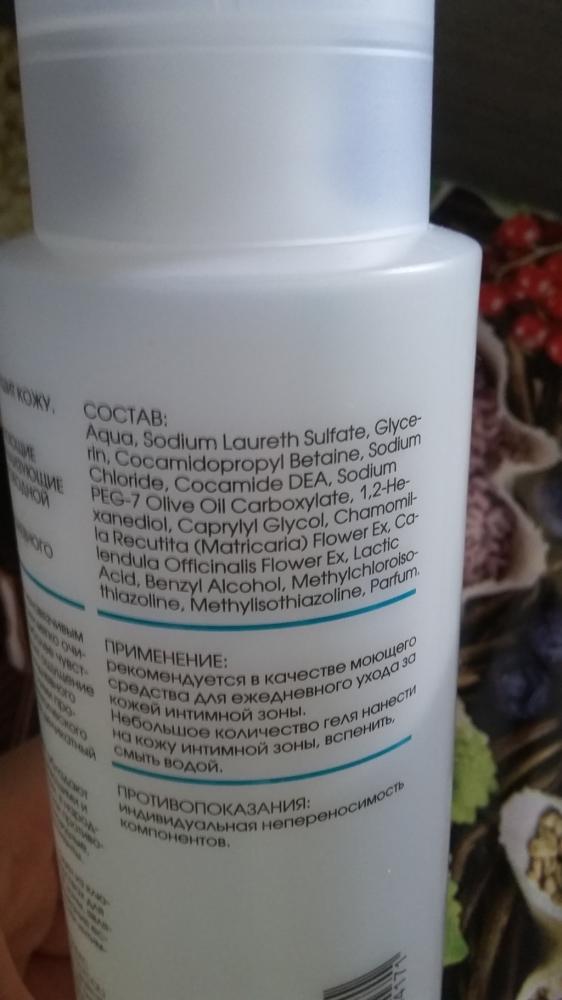 КОЖУ,
СОСТАВ:
Aqua, Sodium Laureth Sulfate, Glyce-
rin, Cocamidopropyl Betaine, Sodium
Chloride, Cocamide DEA, Sodium
PEG-7 Olive Oil Carboxylate, 1,2-He-
xanediol, Caprylyl Glycol, Chamomil-
la Recutita (Matricaria) Flower Ex, Ca-
lendula Officinalis Flower Ex, Lactic
Acid, Benzyl Alcohol, Methylchloroiso-
thiazoline, Methylisothiazoline, Parfum.
ПРИМЕНЕНИЕ:
рекомендуется в качестве моющего
средства для ежедневного ухода за
кожей интимной зоны.
Небольшое количество геля нанести
на кожу интимной зоны, вспенить,
смыть водой.
ПРОТИВОПОКАЗАНИЯ:
индивидуальная непереносимость
компонентов.